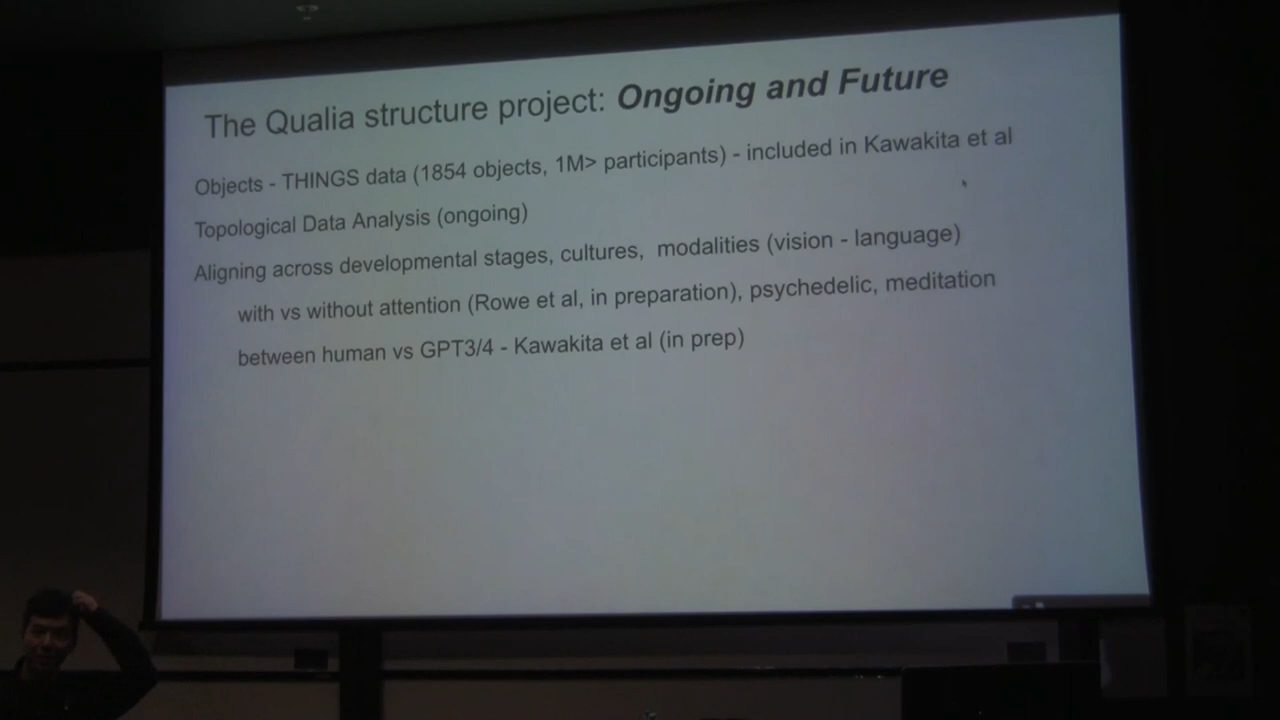 The Qualia structure project: Ongoing and Future
Objects - THINGS data (1854 objects, 1M> participants) - included in Kawakita et al
Topological Data Analysis (ongoing)
Aligning across developmental stages, cultures, modalities (vision - language)
with vs without attention (Rowe et al, in preparation), psychedelic, meditation
between human vs GPT3/4 - Kawakita et al (in prep)